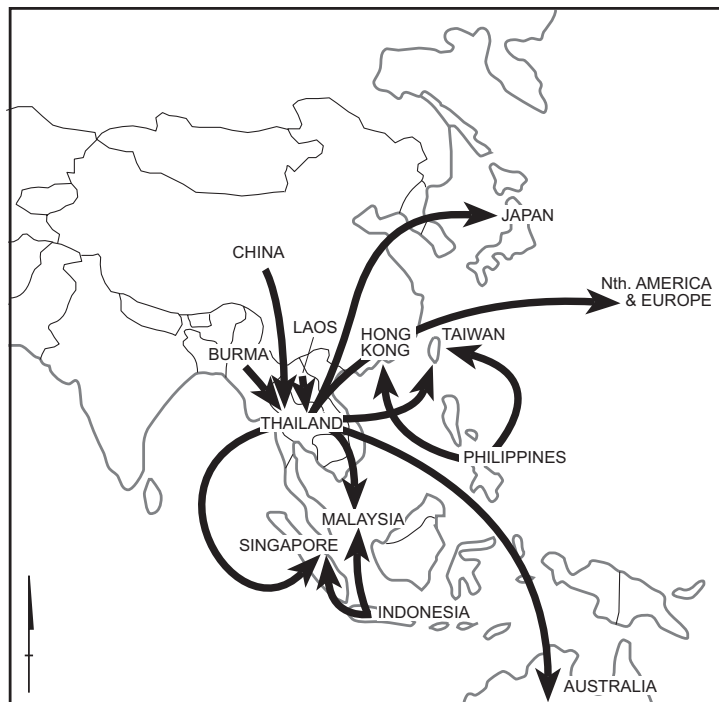 JAPAN
CHINA
Nth. AMERICA
& EUROPE
LAOS
HONG
KONG
TAIWAN
BURMA
THAILAND
PHILIPPINES
MALAYSIA
SINGAPORE
INDONESIA
AUSTRALIA